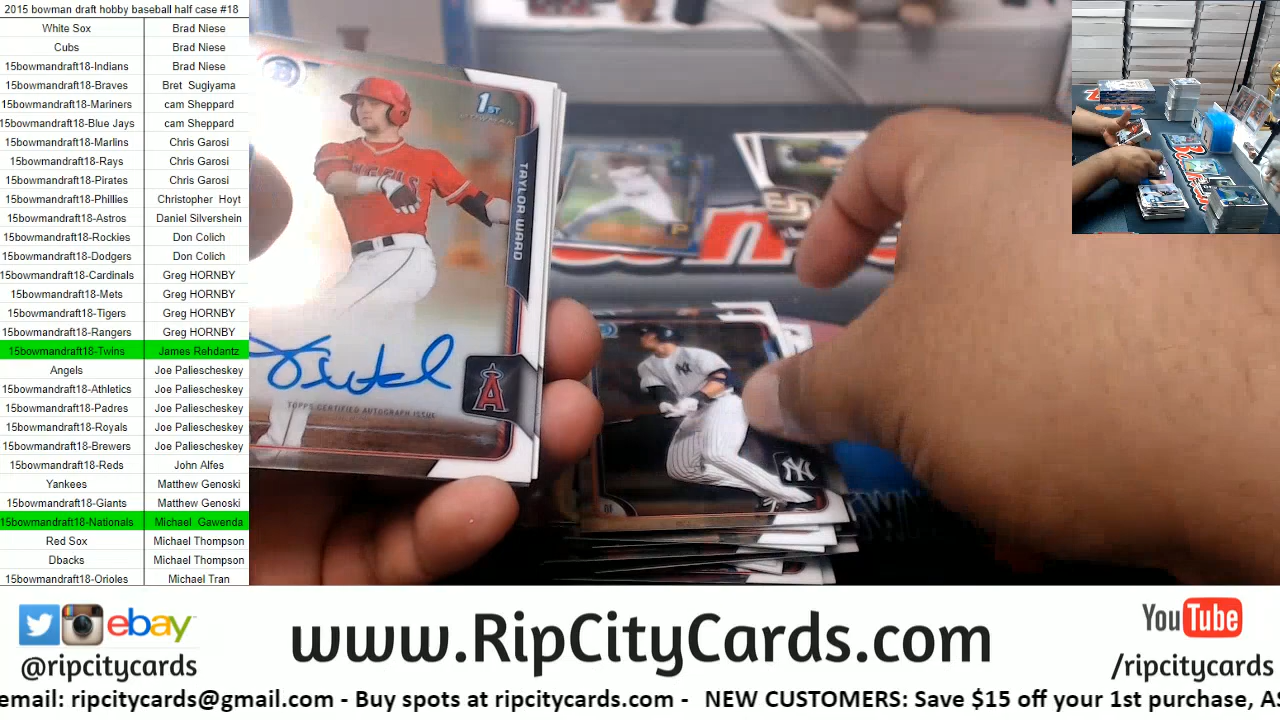 2015 bowman draft hobby baseball half case #18
White Sox Brad Niese
Cubs Brad Niese
15bowmandraft18-Indians Brad Niese
15bowmandraft18-Braves Bret Sugiyama
15bowmandraft18-Mariners cam Sheppard
15bowmandraft18-Blue Jays cam Sheppard
15bowmandraft18-Marlins Chris Garosi
15bowmandraft18-Rays Chris Garosi
15bowmandraft18-Pirates Chris Garosi
15bowmandraft18-Phillies Christopher Hoyt
15bowmandraft18-Astros Daniel Silvershein
15bowmandraft18-Rockies Don Colich
15bowmandraft18-Dodgers Don Colich
15bowmandraft18-Cardinals Greg HORNBY
15bowmandraft18-Mets Greg HORNBY
15bowmandraft18-Tigers Greg HORNBY
15bowmandraft18-Rangers Greg HORNBY
15bowmandraft18-Twins James Rehdantz
Angels Joe Paliescheskey
15bowmandraft18-Athletics Joe Paliescheskey
15bowmandraft18-Padres Joe Paliescheskey
15bowmandraft18-Royals Joe Paliescheskey
15bowmandraft18-Brewers Joe Paliescheskey
15bowmandraft18-Reds John Alfes
Yankees Matthew Genoski
15bowmandraft18-Giants Matthew Genoski
15bowmandraft18-Nationals Michael Gawenda
Red Sox Michael Thompson
Dbacks Michael Thompson
15bowmandraft18-Orioles Michael Tran
1ST
BOWMAN
TAYLOR WARD
ANGELS
TOPPS CERTIFIED AUTOGRAPH ISSUE
ebay
@ripcitycards
www.RipCityCards.com
YouTube
/ripcitycards
email: ripcitycards@gmail.com - Buy spots at ripcitycards.com - NEW CUSTOMERS: Save $15 off your 1st purchase, AS